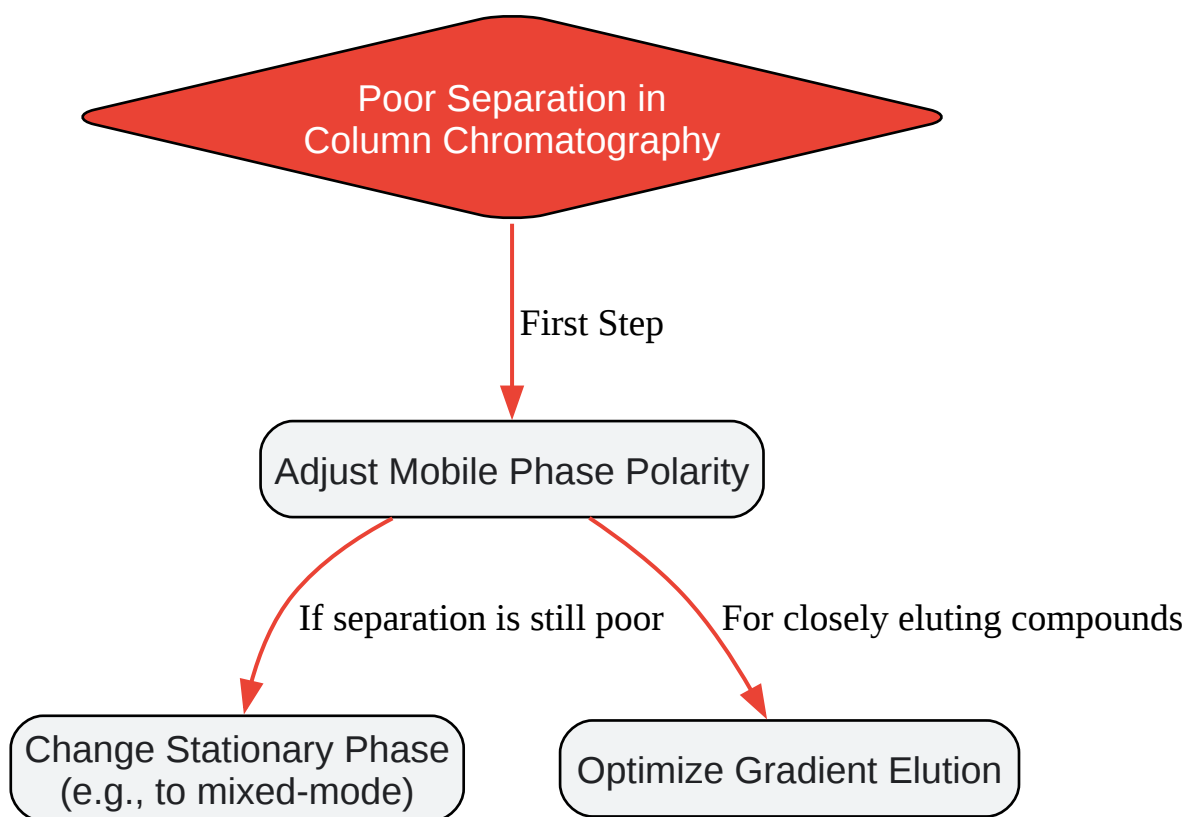 Poor Separation in
Column Chromatography
First Step
Adjust Mobile Phase Polarity
If separation is still poor
For closely eluting compounds
Change Stationary Phase
(e.g., to mixed-mode)
Optimize Gradient Elution